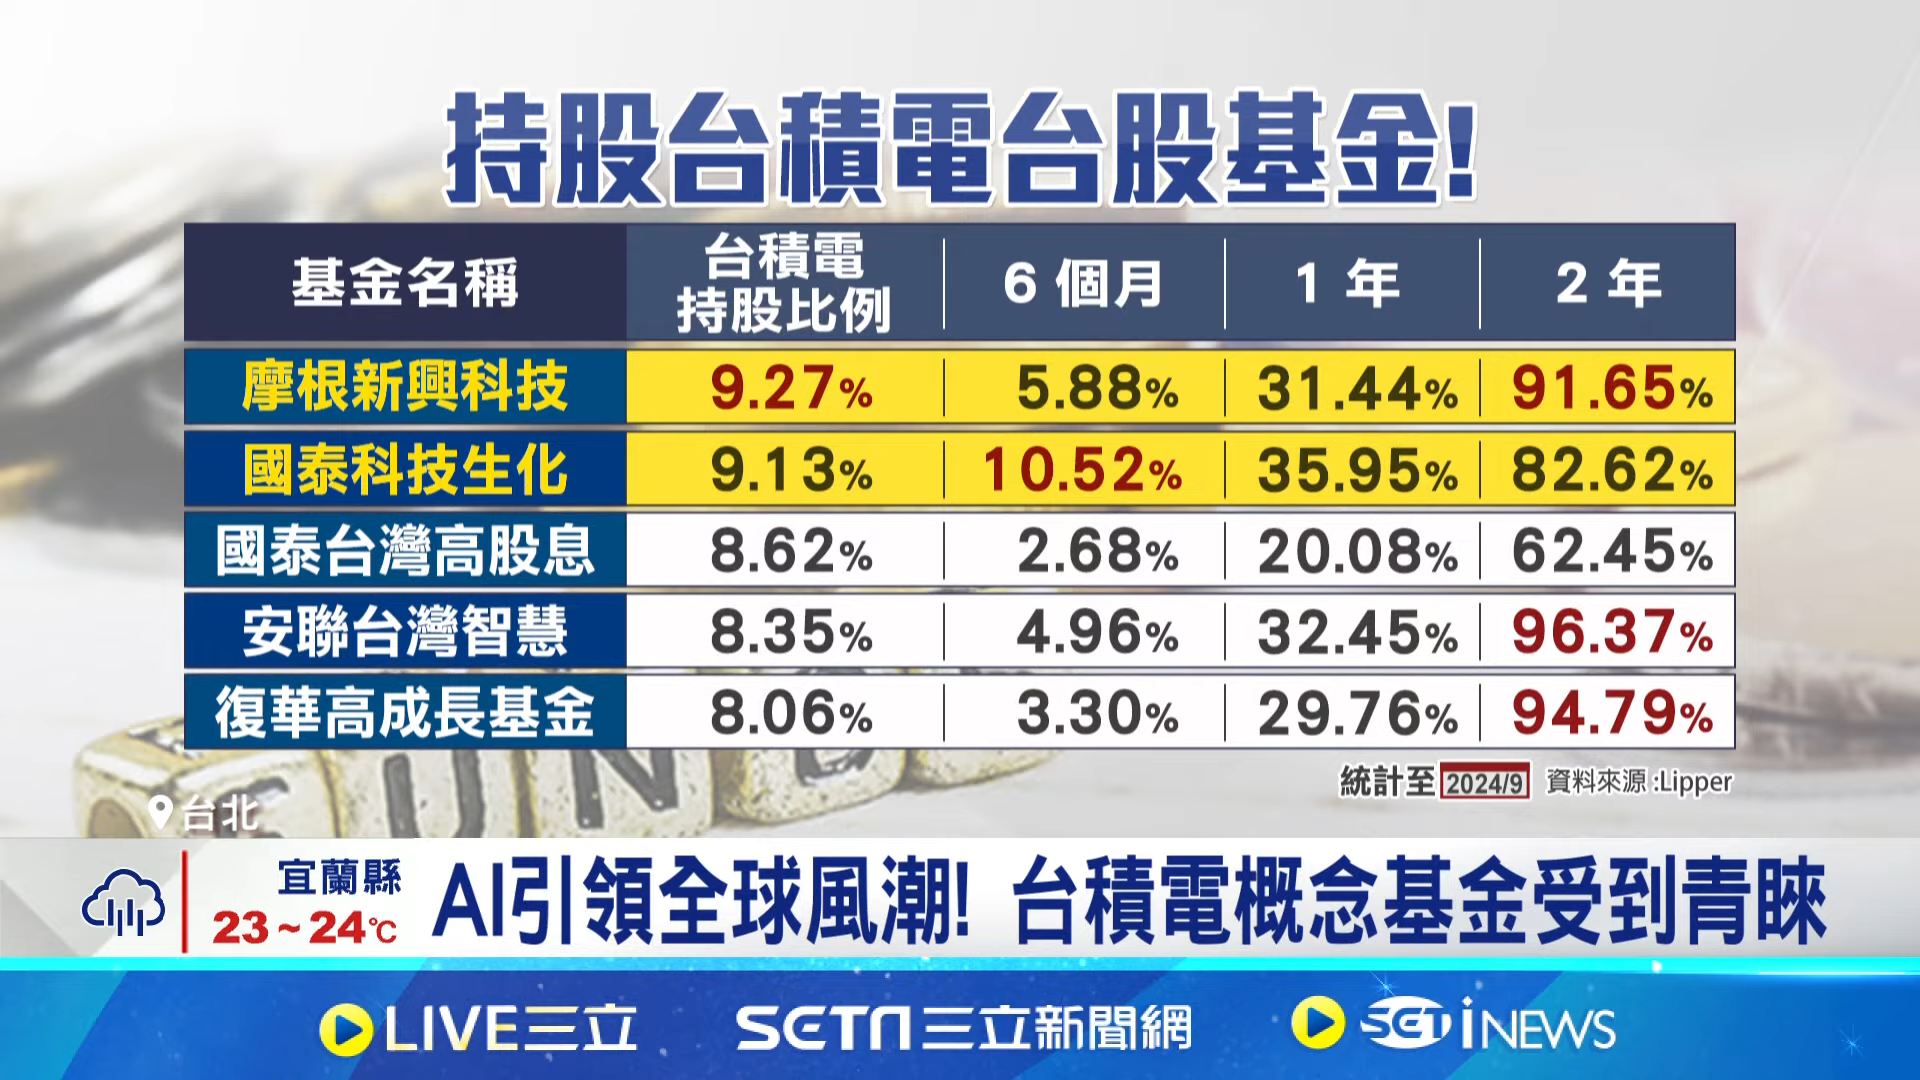 持股台積電台股基金!
基金名稱 台積電持股比例 6個月 1年 2年
摩根新興科技 9.27% 5.88% 31.44% 91.65%
國泰科技生化 9.13% 10.52% 35.95% 82.62%
國泰台灣高股息 8.62% 2.68% 20.08% 62.45%
安聯台灣智慧 8.35% 4.96% 32.45% 96.37%
復華高成長基金 8.06% 3.30% 29.76% 94.79%
統計至 2024/9 資料來源:Lipper
台北
宜蘭縣
23~24℃
AI引領全球風潮! 台積電概念基金受到青睞
LIVE三立
SETN三立新聞網
SET iNEWS